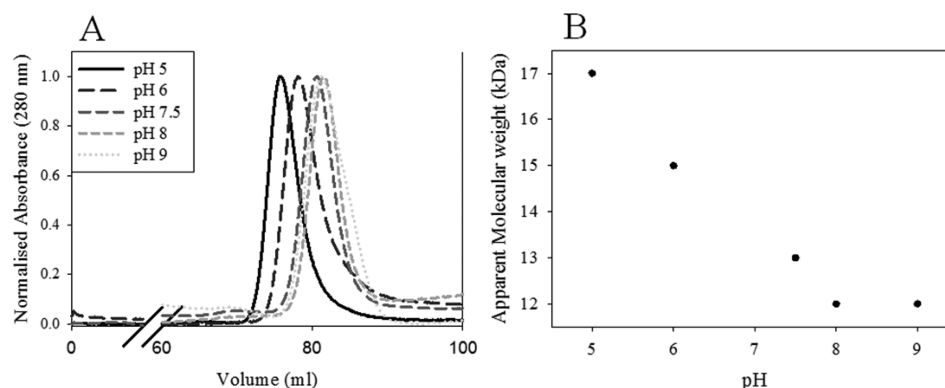 A
pH 5
pH 6
pH 7.5
pH 8
pH 9
Normalised Absorbance (280 nm)
1.0
0.8
0.6
0.4
0.2
0.0
0 60 80 100
Volume (ml)
B
Apparent Molecular weight (kDa)
17
16
15
14
13
12
5 6 7 8 9
pH